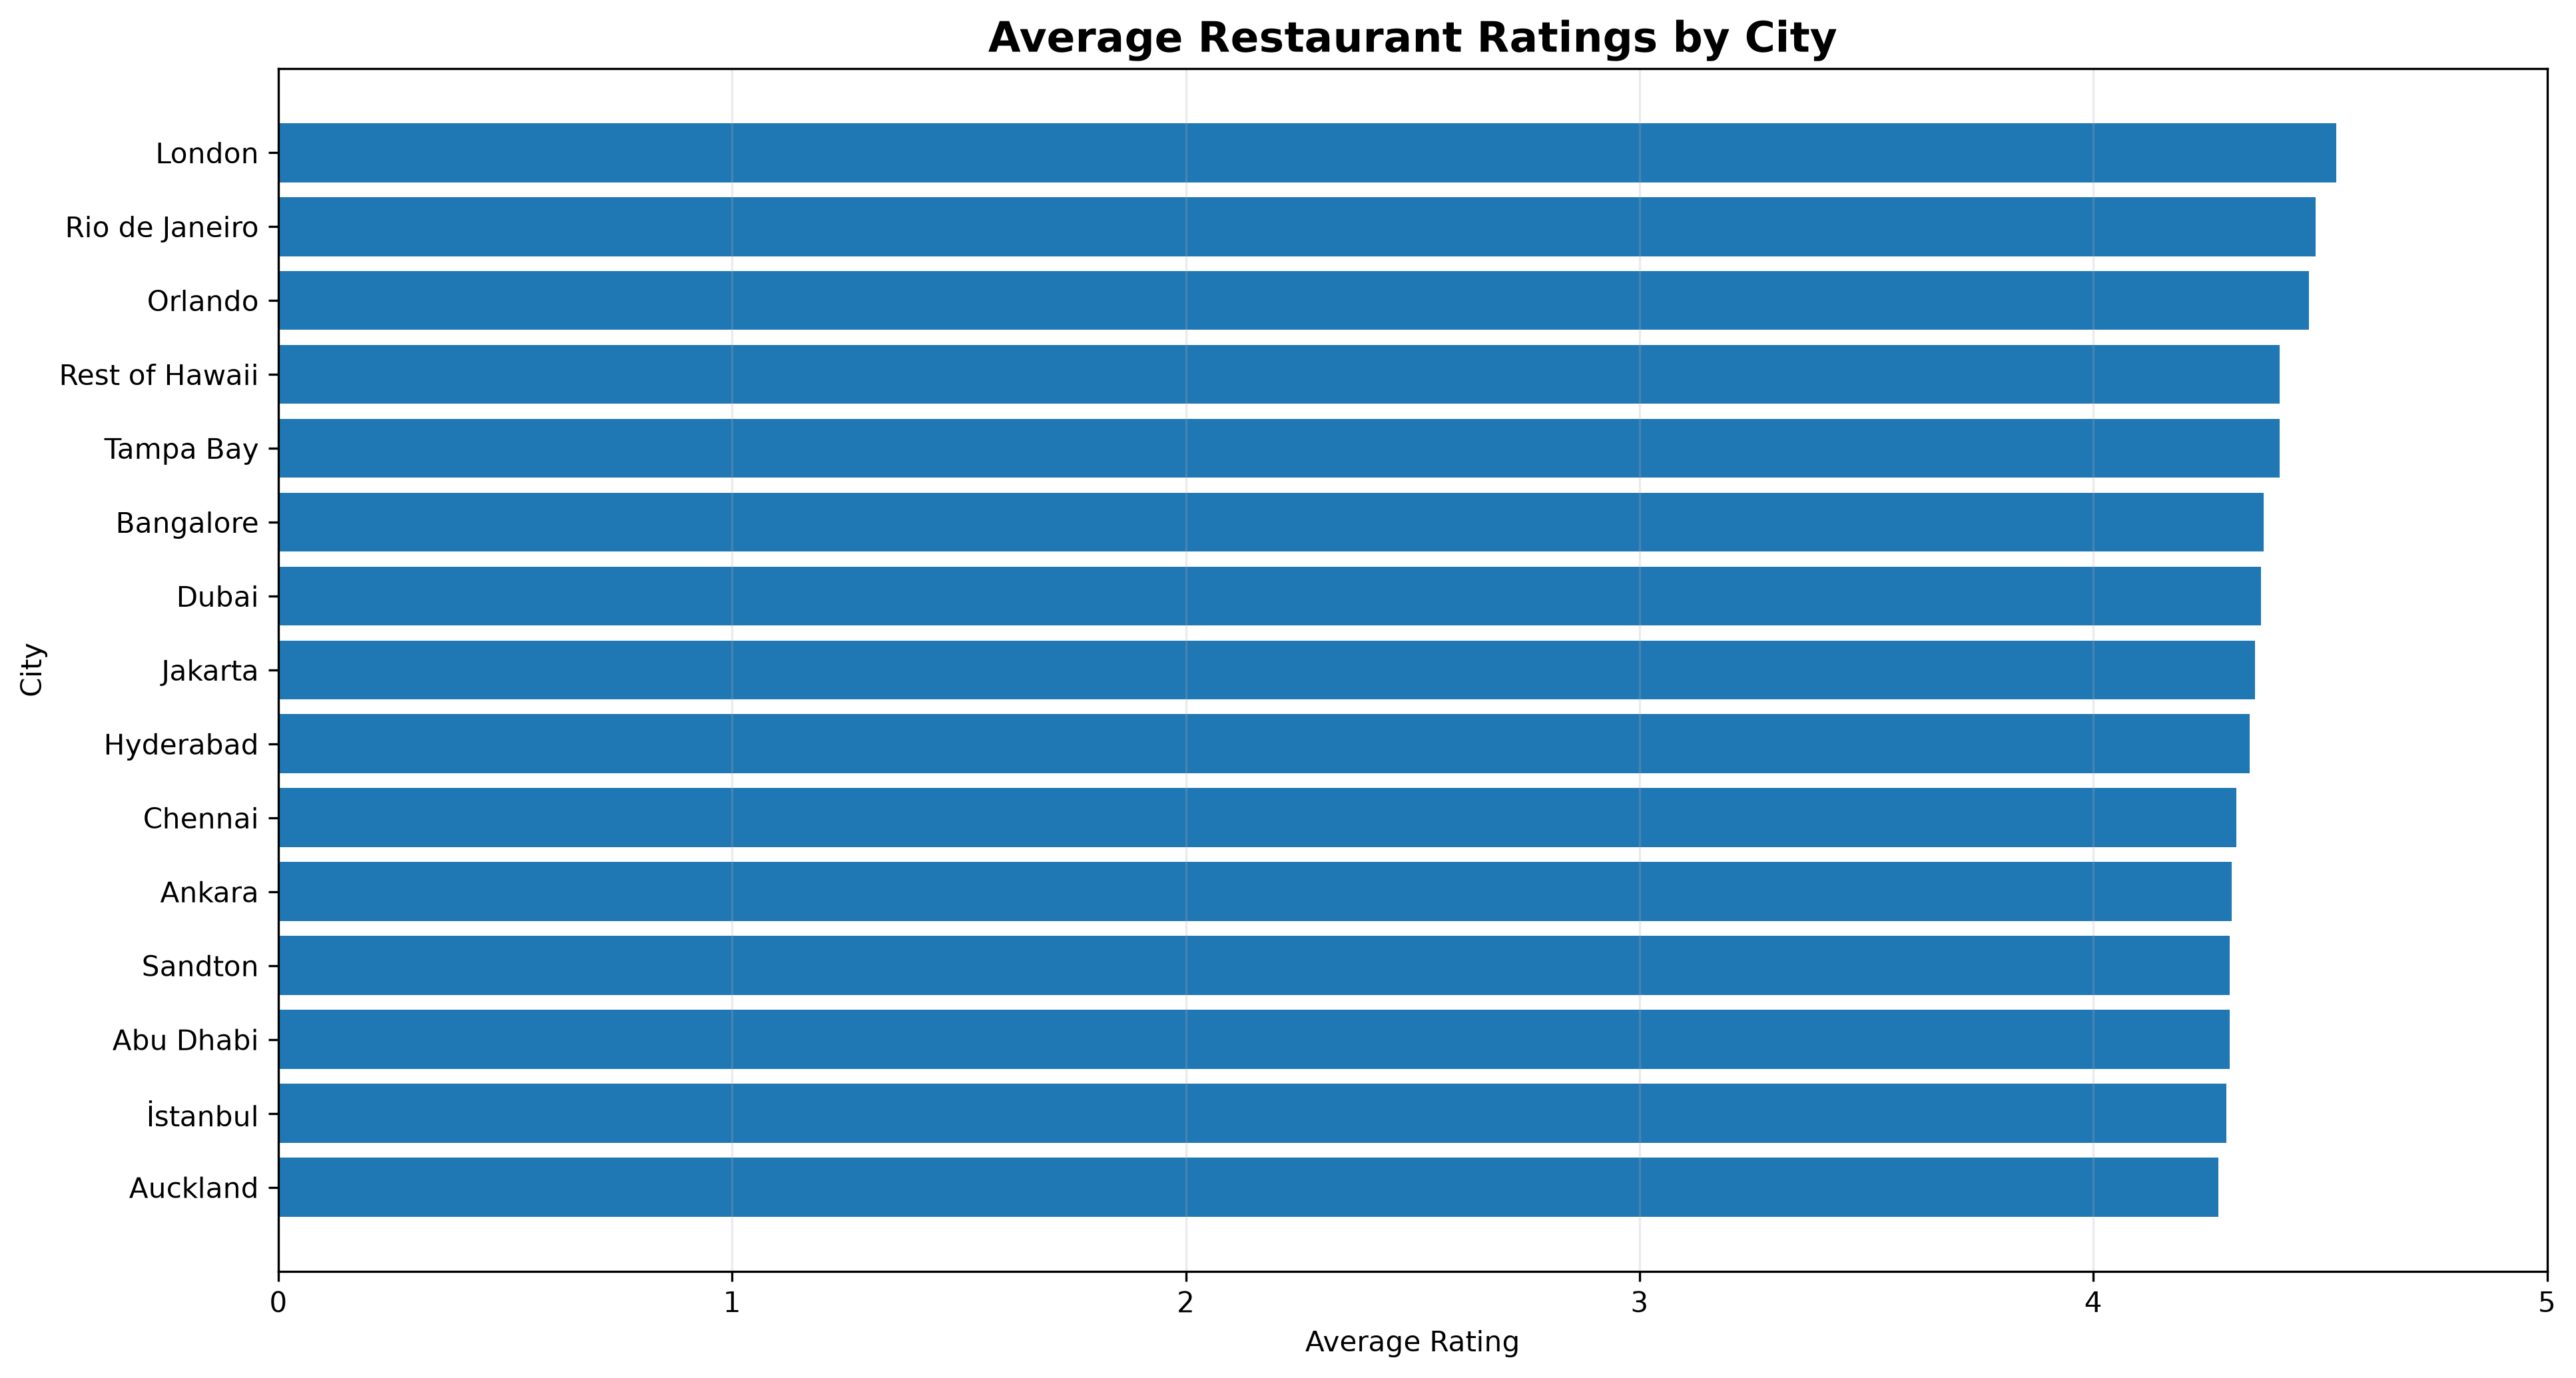 Average Restaurant Ratings by City
London
Rio de Janeiro
Orlando
Rest of Hawaii
Tampa Bay
Bangalore
Dubai
Jakarta
Hyderabad
Chennai
Ankara
Sandton
Abu Dhabi
İstanbul
Auckland
City
0 1 2 3 4 5
Average Rating